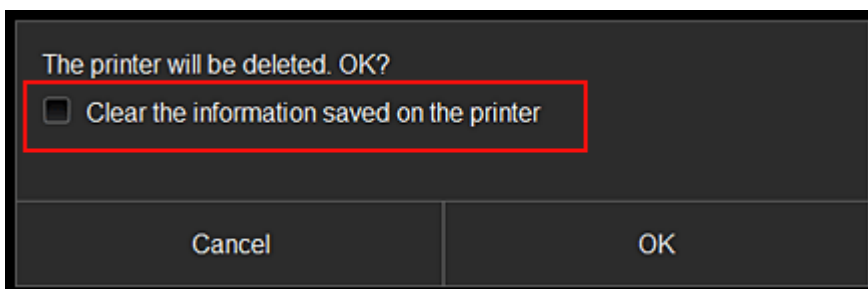 The printer will be deleted. OK?
Clear the information saved on the printer
Cancel
OK